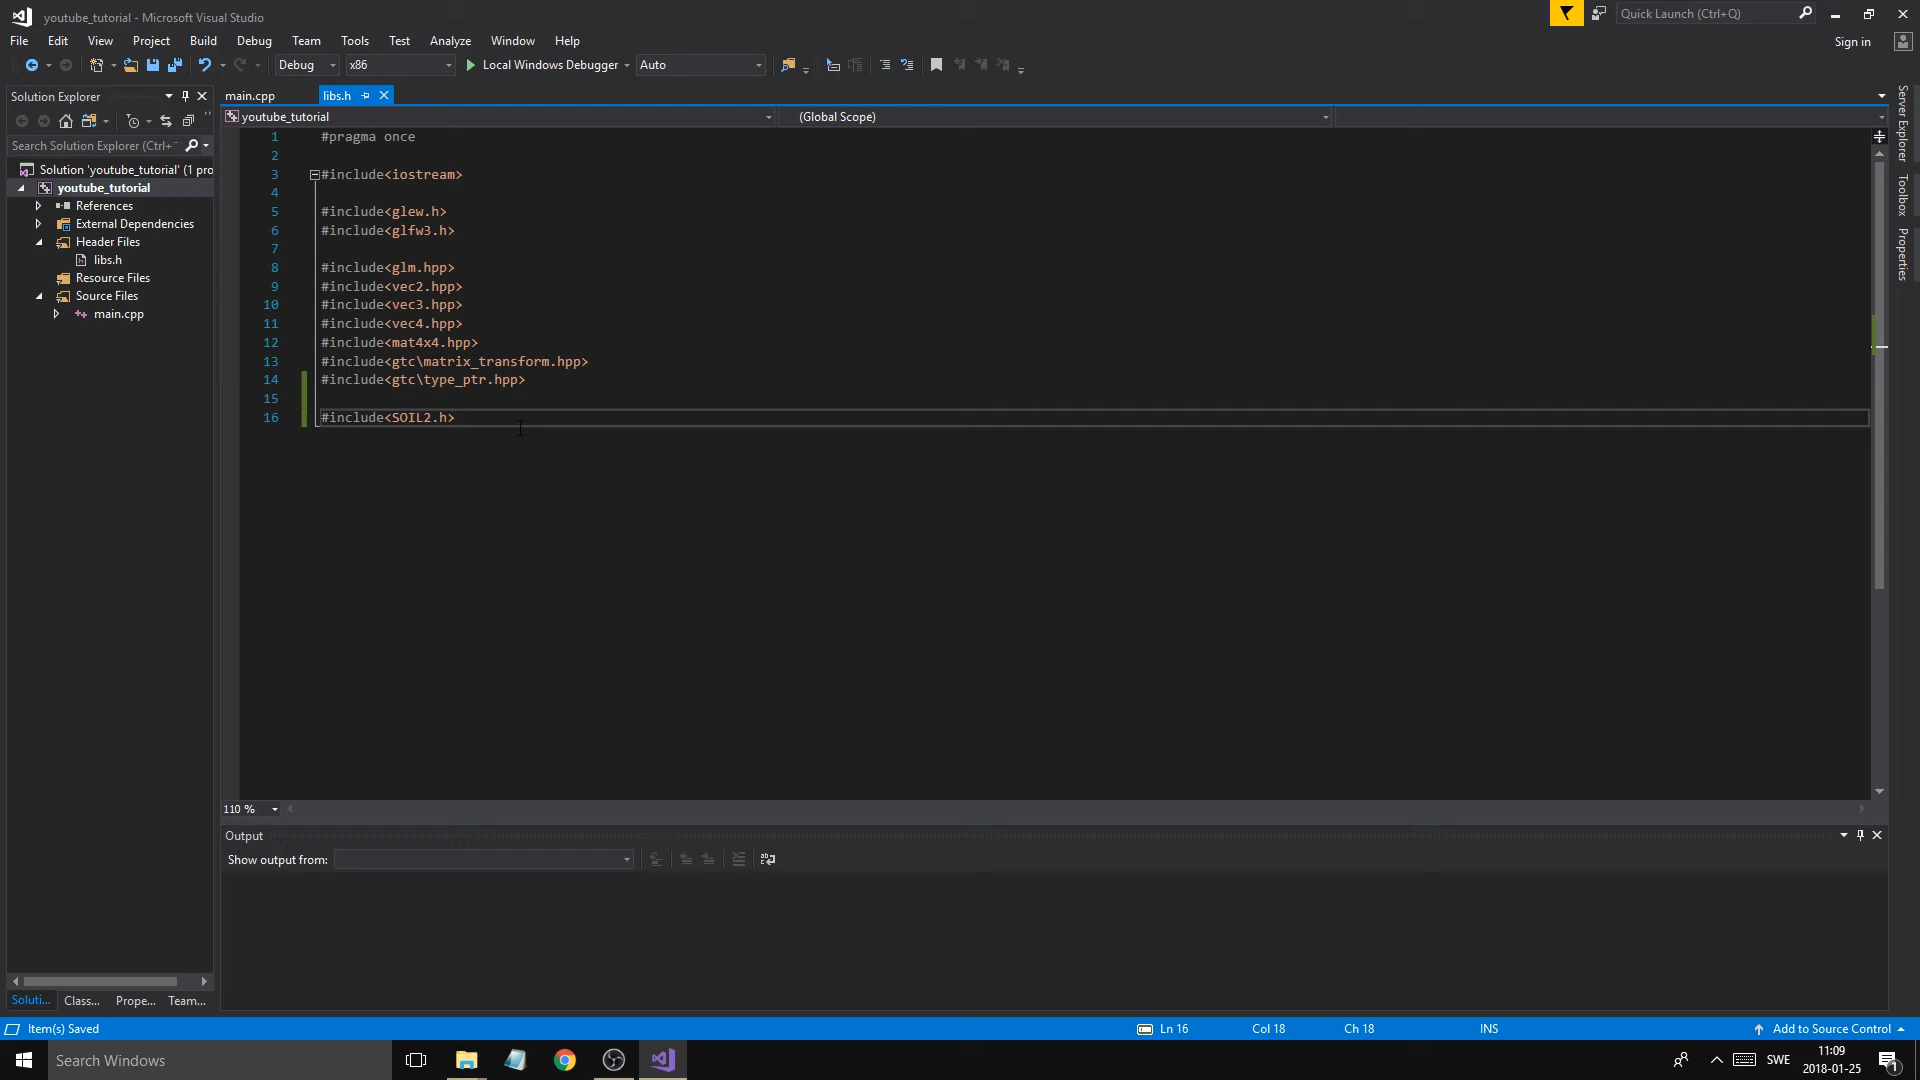 youtube_tutorial - Microsoft Visual Studio
Quick Launch (Ctrl+Q)
File Edit View Project Build Debug Team Tools Test Analyze Window Help
Sign in
Debug x86 Local Windows Debugger Auto
Solution Explorer
main.cpp libs.h
youtube_tutorial (Global Scope)
Search Solution Explorer (Ctrl+
Solution 'youtube_tutorial' (1 pro
youtube_tutorial
References
External Dependencies
Header Files
libs.h
Resource Files
Source Files
main.cpp
1 #pragma once
2
3 #include<iostream>
4
5 #include<glew.h>
6 #include<glfw3.h>
7
8 #include<glm.hpp>
9 #include<vec2.hpp>
10 #include<vec3.hpp>
11 #include<vec4.hpp>
12 #include<mat4x4.hpp>
13 #include<gtc\matrix_transform.hpp>
14 #include<gtc\type_ptr.hpp>
15
16 #include<SOIL2.h>
Server Explorer
Toolbox
Properties
110 %
Output
Show output from:
Soluti... Class... Prope... Team...
Item(s) Saved Ln 16 Col 18 Ch 18 INS Add to Source Control
Search Windows
SWE
11:09
2018-01-25
1